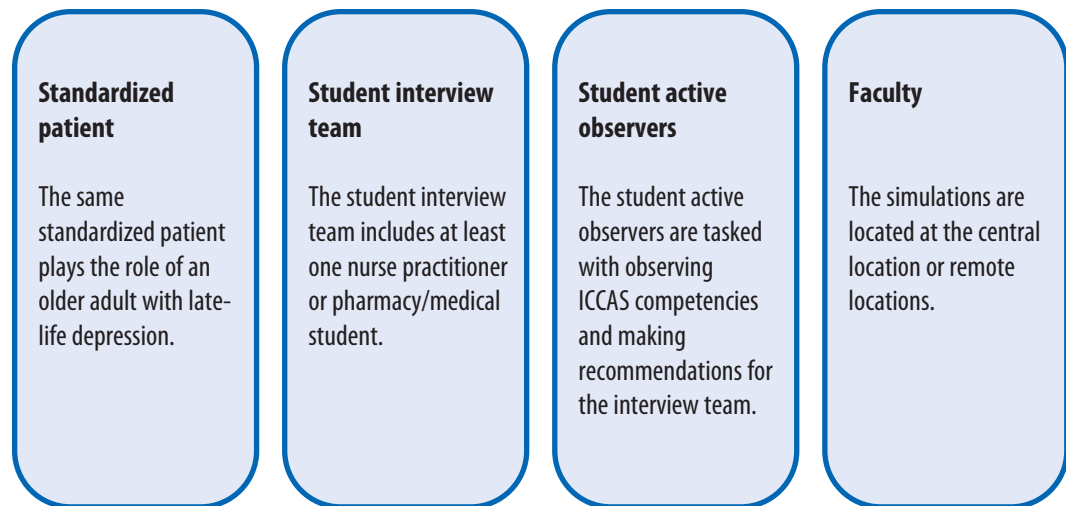 Standardized
patient
The same
standardized patient
plays the role of an
older adult with late-
life depression.
Student interview
team
The student interview
team includes at least
one nurse practitioner
or pharmacy/medical
student.
Student active
observers
The student active
observers are tasked
with observing
ICCAS competencies
and making
recommendations for
the interview team.
Faculty
The simulations are
located at the central
location or remote
locations.